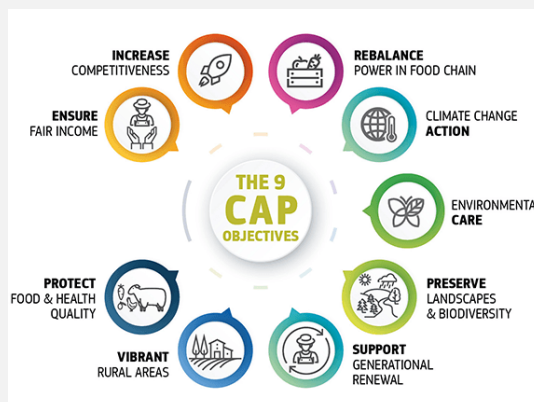 INCREASE
COMPETITIVENESS
REBALANCE
POWER IN FOOD CHAIN
ENSURE
FAIR INCOME
CLIMATE CHANGE
ACTION
THE 9
CAP
OBJECTIVES
ENVIRONMENTA
CARE
PROTECT
FOOD & HEALTH
QUALITY
PRESERVE
LANDSCAPES
& BIODIVERSITY
VIBRANT
RURAL AREAS
SUPPORT
GENERATIONAL
RENEWAL